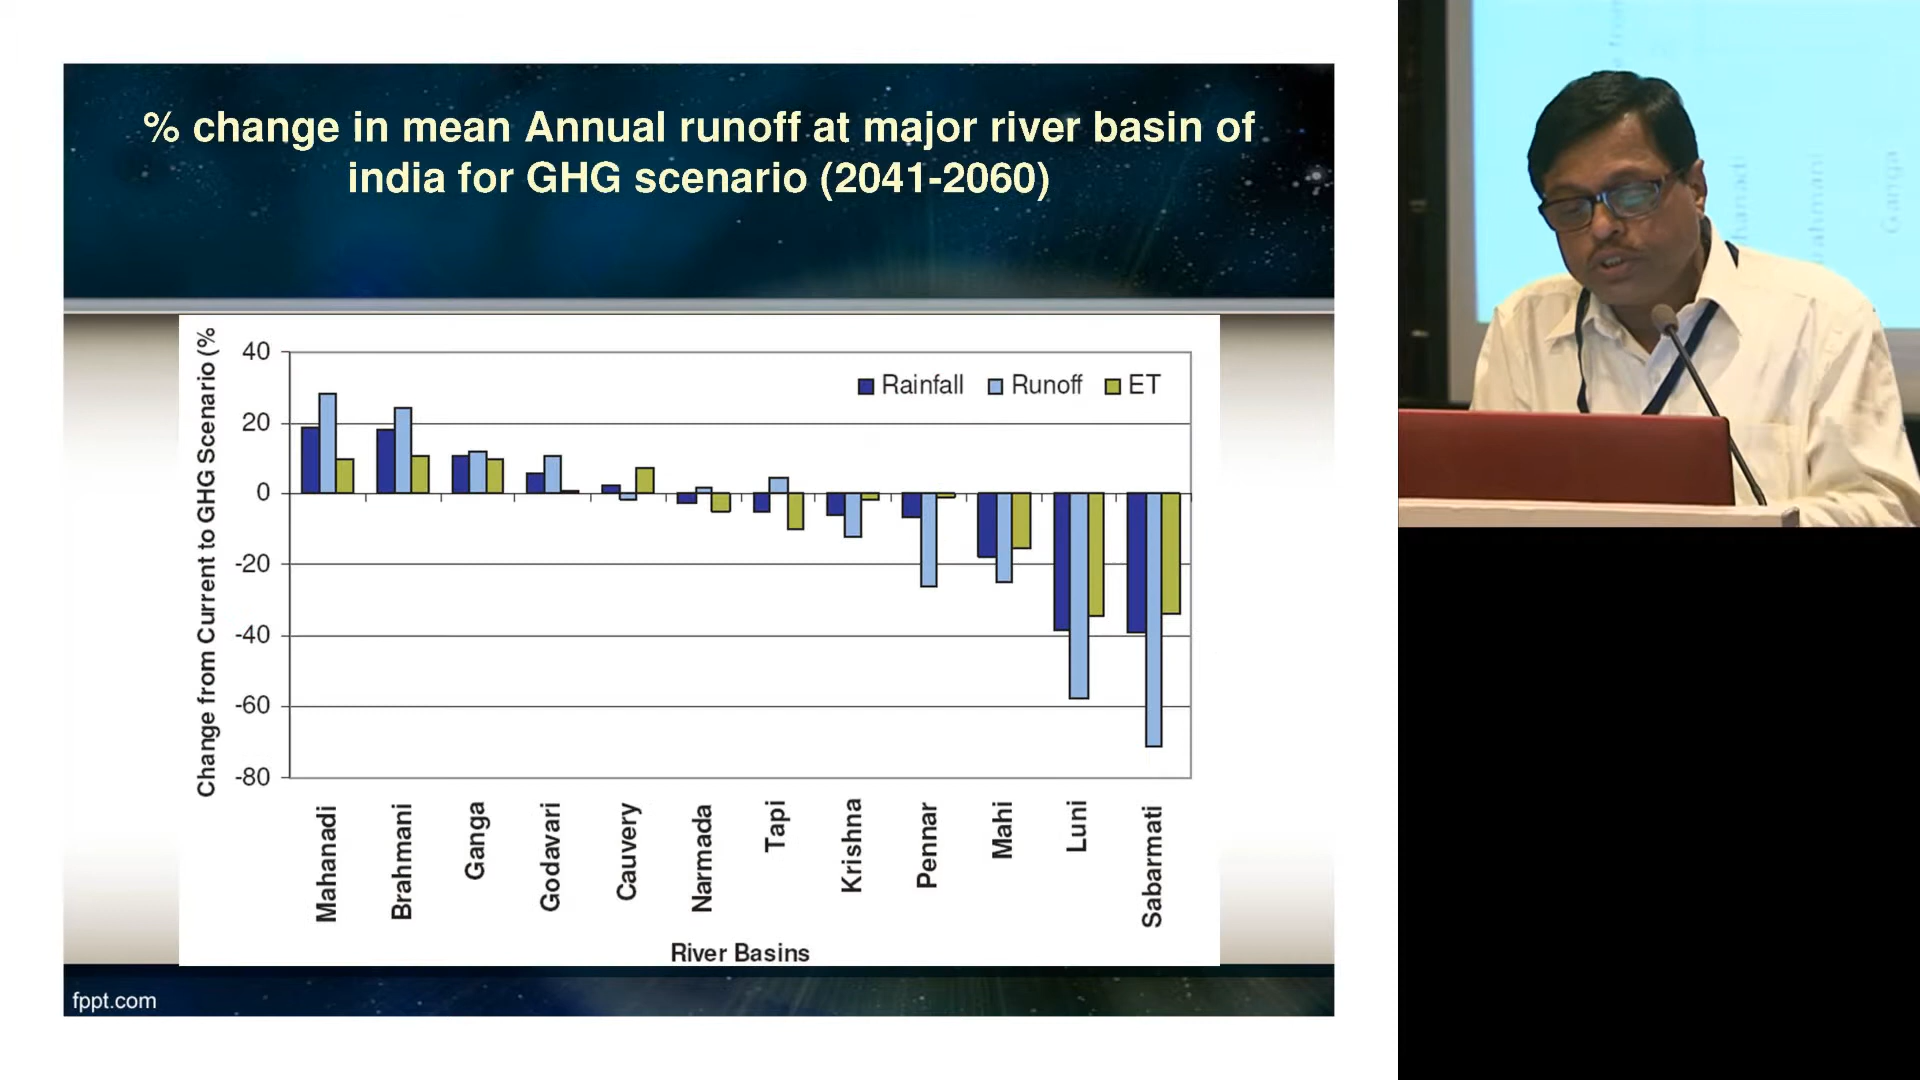 % change in mean Annual runoff at major river basin of
india for GHG scenario (2041-2060)
Change from Current to GHG Scenario (%
40
20
0
-20
-40
-60
-80
Rainfall
Runoff
ET
Mahanadi
Brahmani
Ganga
Godavari
Cauvery
Narmada
Tapi
Krishna
Pennar
Mahi
Luni
Sabarmati
River Basins
fppt.com
Ganga